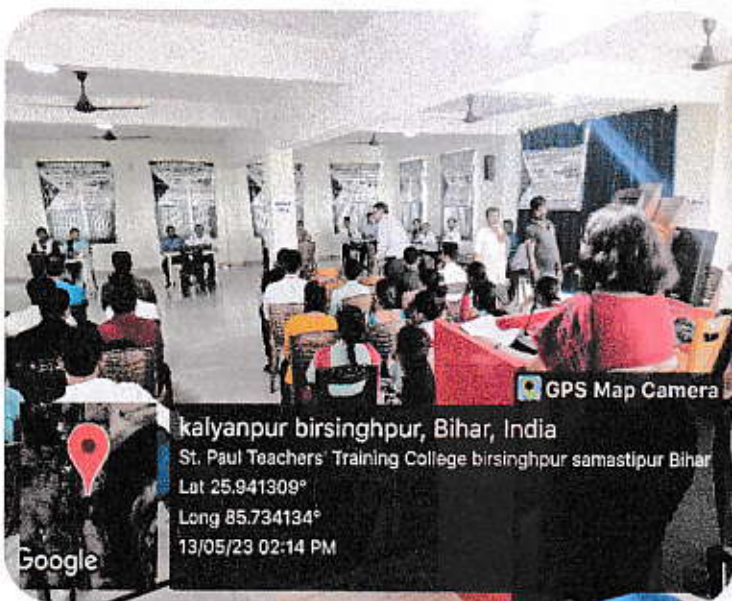 GPS Map Camera
kalyanpur birsinghpur, Bihar, India
St. Paul Teachers' Training College birsinghpur samastipur Bihar
Lat 25.941309°
Long 85.734134°
13/05/23 02:14 PM
Google